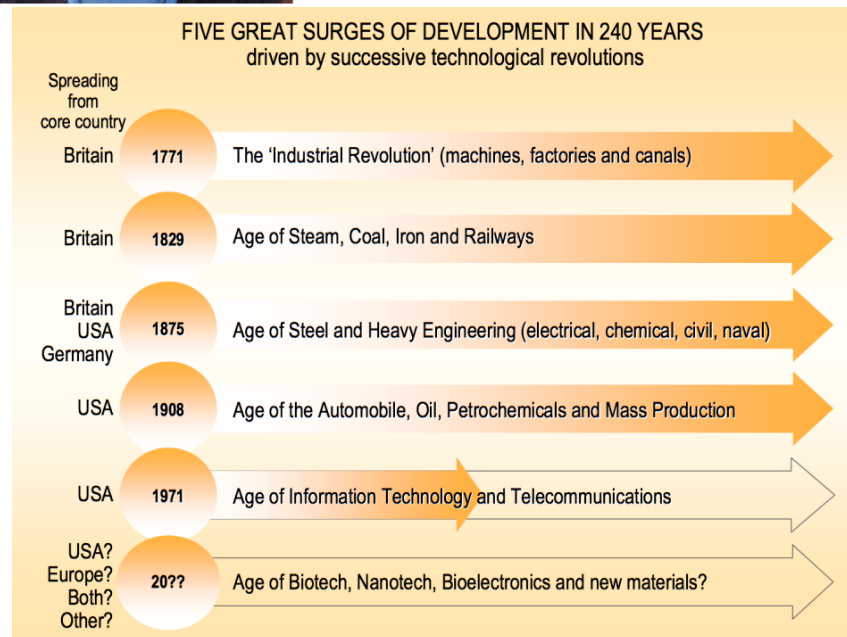 FIVE GREAT SURGES OF DEVELOPMENT IN 240 YEARS
driven by successive technological revolutions
Spreading
from
core country
Britain
1771
The ‘Industrial Revolution’ (machines, factories and canals)
Britain
1829
Age of Steam, Coal, Iron and Railways
Britain
USA
Germany
1875
Age of Steel and Heavy Engineering (electrical, chemical, civil, naval)
USA
1908
Age of the Automobile, Oil, Petrochemicals and Mass Production
USA
1971
Age of Information Technology and Telecommunications
USA?
Europe?
Both?
Other?
20??
Age of Biotech, Nanotech, Bioelectronics and new materials?